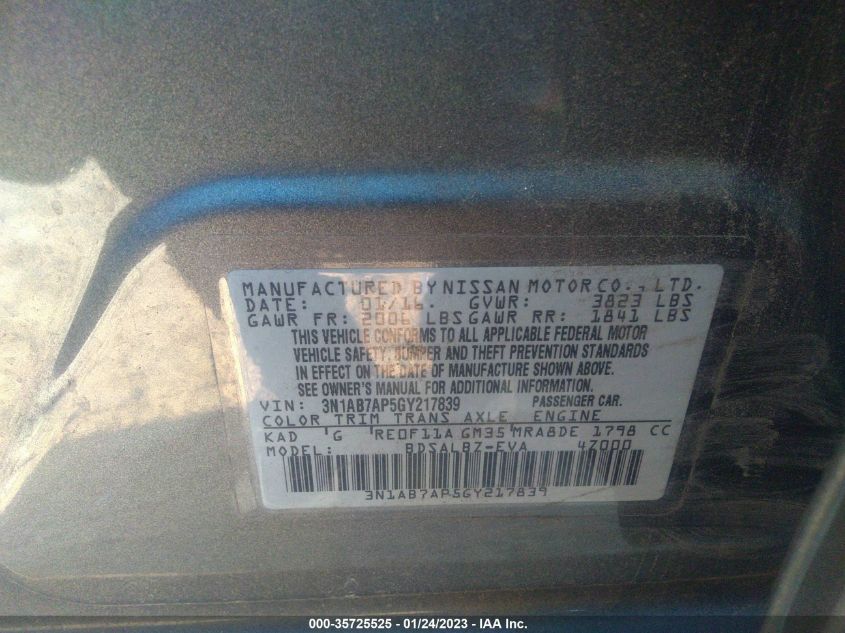 MANUFACTURED BY NISSAN MOTOR CO., LTD.
DATE: 01/16. GVWR: 3823 LBS
GAWR FR: 2006 LBS GAWR RR: 1841 LBS
THIS VEHICLE CONFORMS TO ALL APPLICABLE FEDERAL MOTOR
VEHICLE SAFETY, BUMPER AND THEFT PREVENTION STANDARDS
IN EFFECT ON THE DATE OF MANUFACTURE SHOWN ABOVE.
SEE OWNER'S MANUAL FOR ADDITIONAL INFORMATION.
VIN: 3N1AB7AP5GY217839 PASSENGER CAR.
COLOR TRIM TRANS AXLE ENGINE
KAD G RE0F11A GM35 MRA8DE 1798 CC
MODEL: BDSALBZ-EVA 47000
3N1AB7AP5GY217839
000-35725525 - 01/24/2023 - IAA Inc.